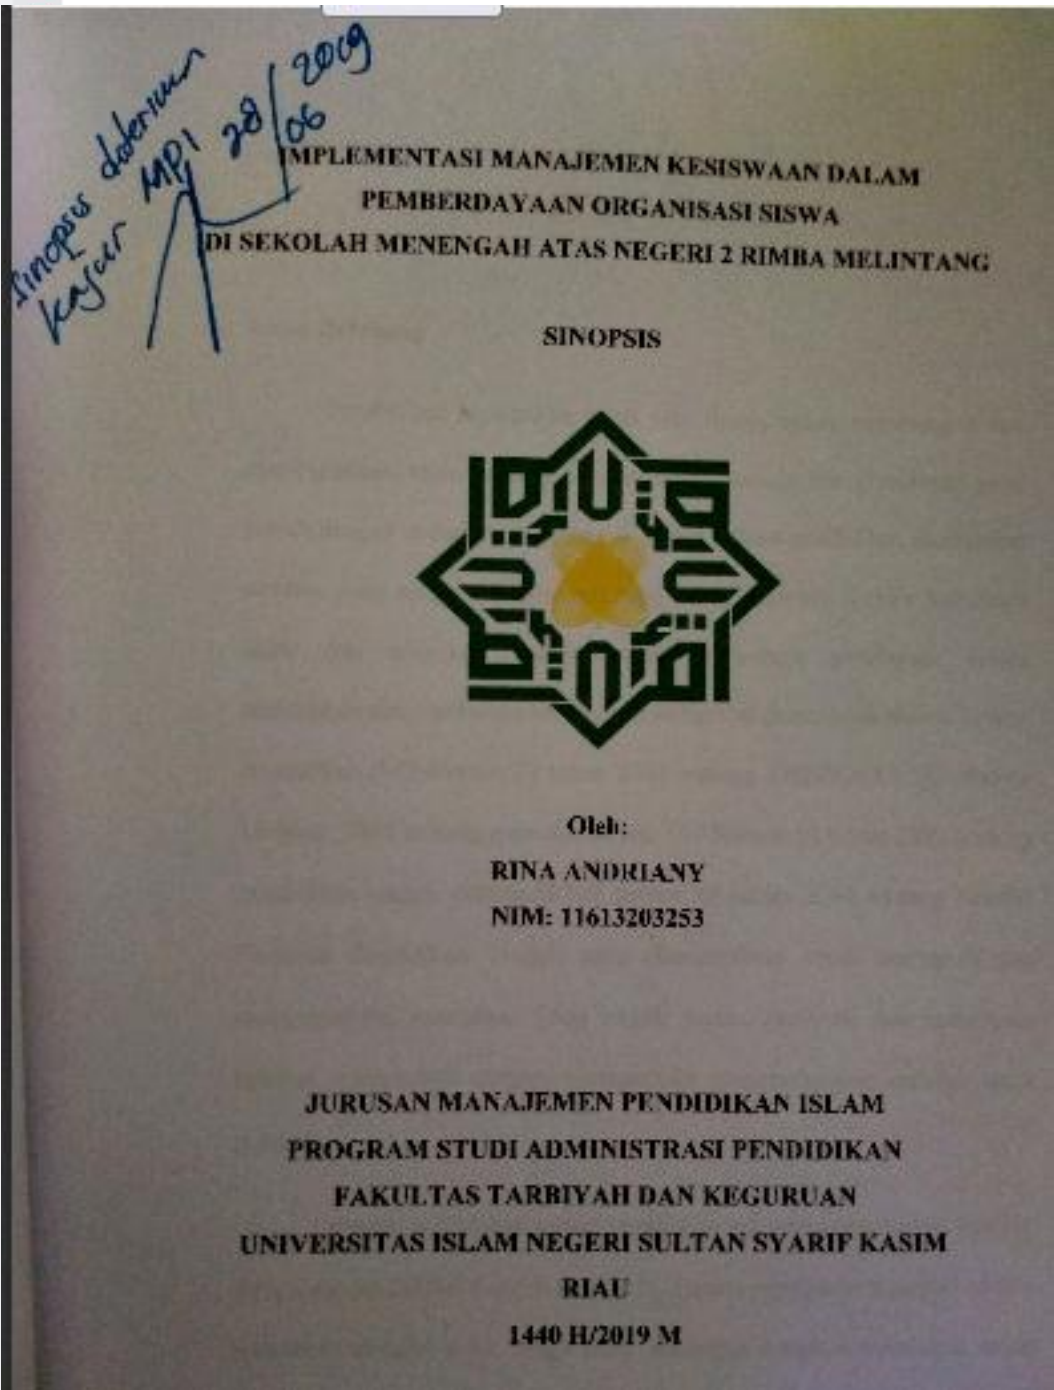 Sinopsis diterima
Kajur MPI 28/06 2019
IMPLEMENTASI MANAJEMEN KESISWAAN DALAM
PEMBERDAYAAN ORGANISASI SISWA
DI SEKOLAH MENENGAH ATAS NEGERI 2 RIMBA MELINTANG
SINOPSIS
Oleh:
RINA ANDRIANY
NIM: 11613203253
JURUSAN MANAJEMEN PENDIDIKAN ISLAM
PROGRAM STUDI ADMINISTRASI PENDIDIKAN
FAKULTAS TARBIYAH DAN KEGURUAN
UNIVERSITAS ISLAM NEGERI SULTAN SYARIF KASIM
RIAU
1440 H/2019 M